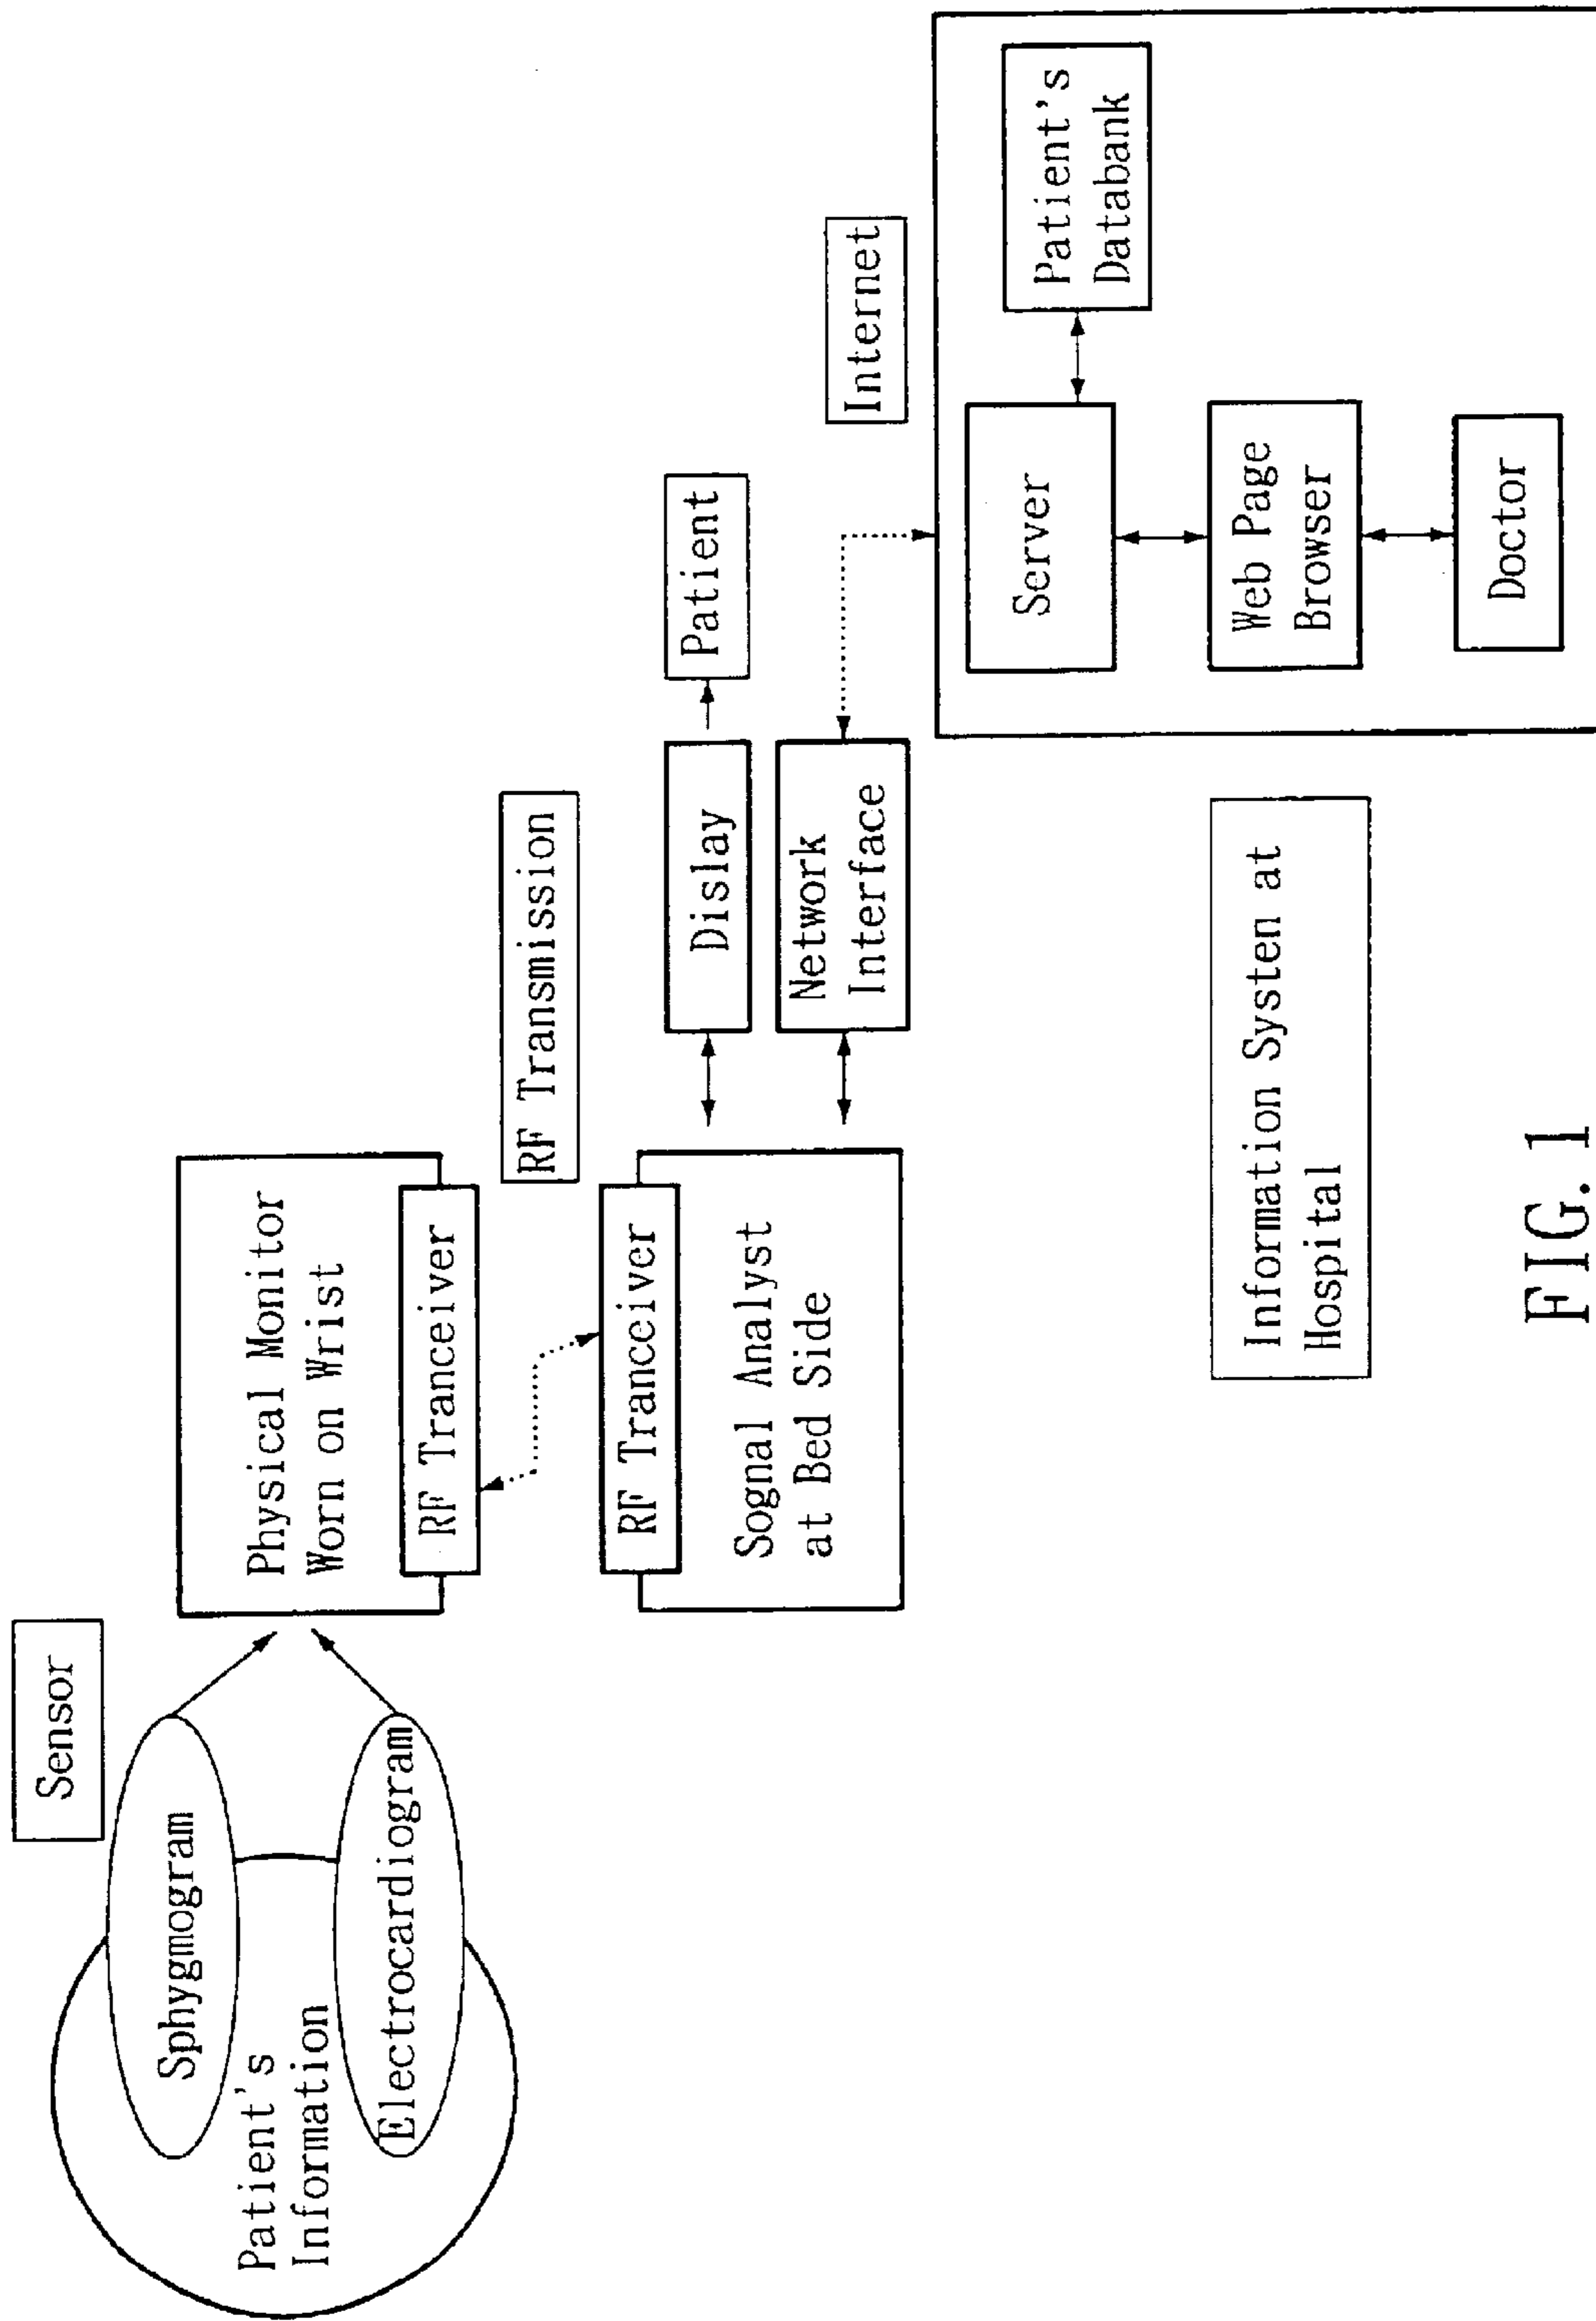 Sensor
Sphygmogram
Patient's
Information
Electrocardiogram
Physical Monitor
Worn on Wrist
RF Tranceiver
RF Transmission
RF Tranceiver
Sognal Analyst
at Bed Side
Dislay
Patient
Network
Interface
Internet
Server
Patient's
Databank
Web Page
Browser
Doctor
Information Systen at
Hospital
FIG. 1